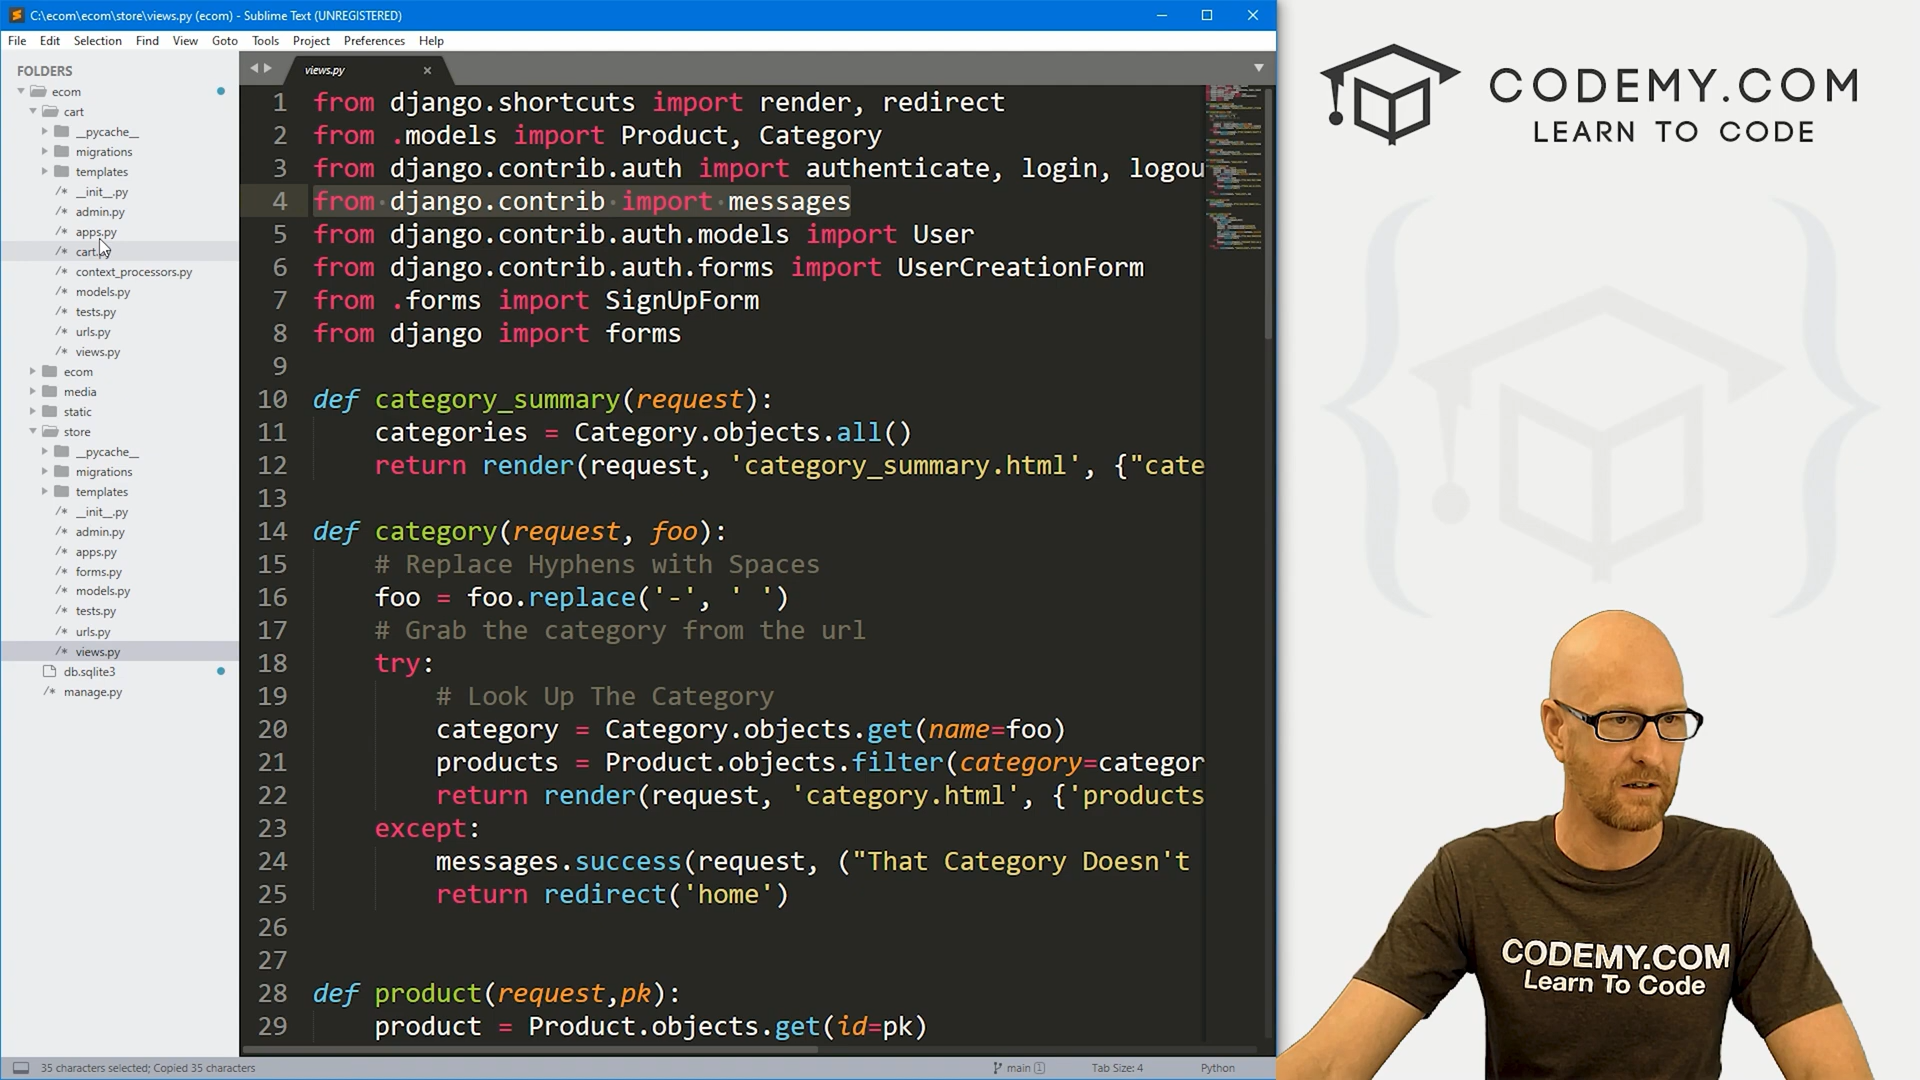 C:\ecom\ecom\store\views.py (ecom) - Sublime Text (UNREGISTERED)
File Edit Selection Find View Goto Tools Project Preferences Help
FOLDERS
ecom
cart
__pycache__
migrations
templates
__init__.py
admin.py
apps.py
cart.py
context_processors.py
models.py
tests.py
urls.py
views.py
ecom
media
static
store
__pycache__
migrations
templates
__init__.py
admin.py
apps.py
forms.py
models.py
tests.py
urls.py
views.py
db.sqlite3
manage.py
views.py
1 from django.shortcuts import render, redirect
2 from .models import Product, Category
3 from django.contrib.auth import authenticate, login, logou
4 from django.contrib import messages
5 from django.contrib.auth.models import User
6 from django.contrib.auth.forms import UserCreationForm
7 from .forms import SignUpForm
8 from django import forms
9
10 def category_summary(request):
11 categories = Category.objects.all()
12 return render(request, 'category_summary.html', {"cate
13
14 def category(request, foo):
15 # Replace Hyphens with Spaces
16 foo = foo.replace('-', ' ')
17 # Grab the category from the url
18 try:
19 # Look Up The Category
20 category = Category.objects.get(name=foo)
21 products = Product.objects.filter(category=categor
22 return render(request, 'category.html', {'products
23 except:
24 messages.success(request, ("That Category Doesn't
25 return redirect('home')
26
27
28 def product(request,pk):
29 product = Product.objects.get(id=pk)
35 characters selected; Copied 35 characters
main 1
Tab Size: 4
Python
CODEMY.COM
LEARN TO CODE
CODEMY.COM
Learn To Code